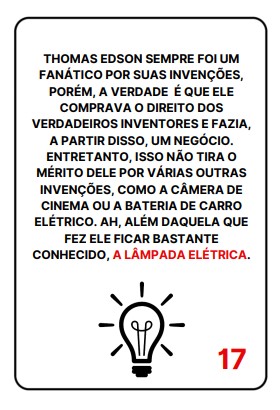 THOMAS EDSON SEMPRE FOI UM
FANÁTICO POR SUAS INVENÇÕES,
PORÉM, A VERDADE É QUE ELE
COMPRAVA O DIREITO DOS
VERDADEIROS INVENTORES E FAZIA,
A PARTIR DISSO, UM NEGÓCIO.
ENTRETANTO, ISSO NÃO TIRA O
MÉRITO DELE POR VÁRIAS OUTRAS
INVENÇÕES, COMO A CÂMERA DE
CINEMA OU A BATERIA DE CARRO
ELÉTRICO. AH, ALÉM DAQUELA QUE
FEZ ELE FICAR BASTANTE
CONHECIDO, A LÂMPADA ELÉTRICA.
17